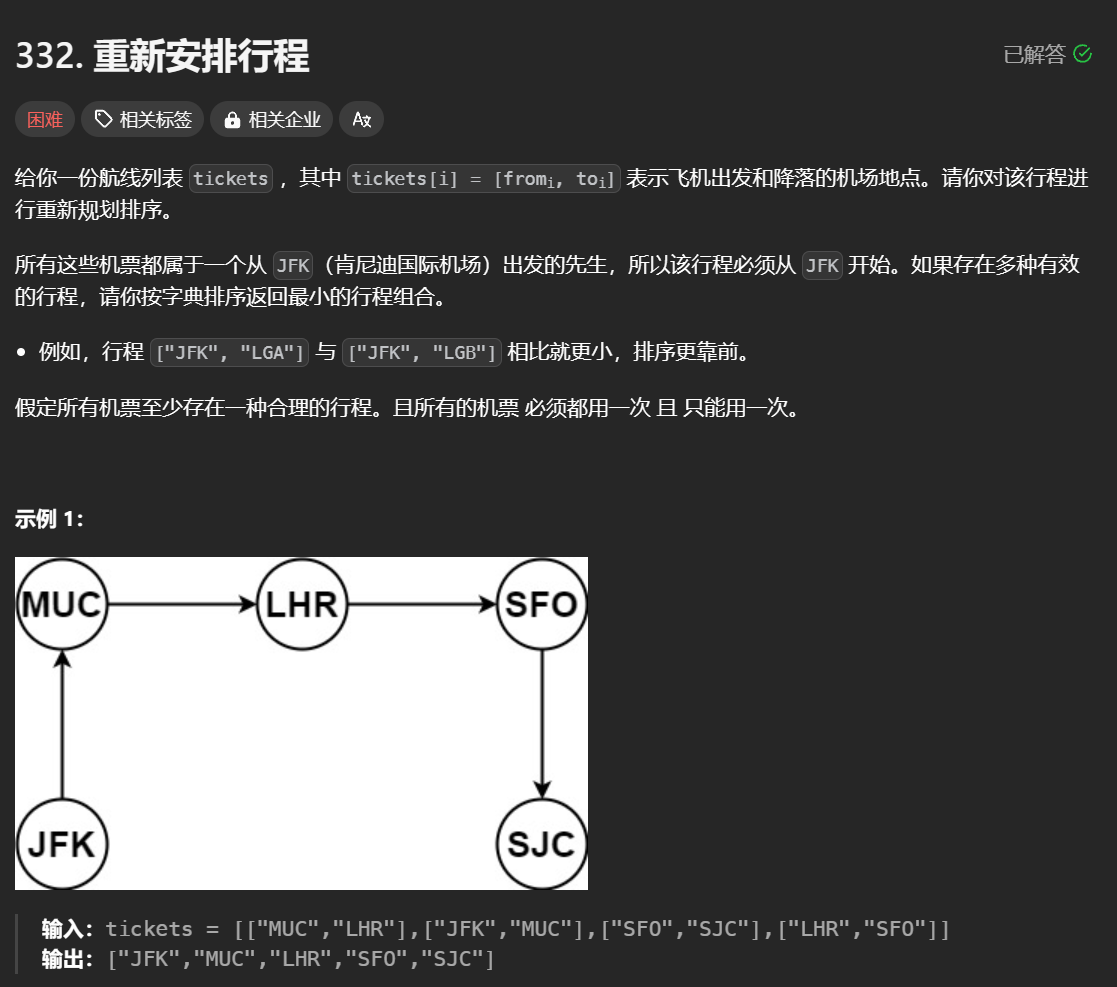 332. 重新安排行程
已解答
困难
相关标签
相关企业
给你一份航线列表 tickets ，其中 tickets[i] = [fromi, toi] 表示飞机出发和降落的机场地点。请你对该行程进
行重新规划排序。
所有这些机票都属于一个从 JFK（肯尼迪国际机场）出发的先生，所以该行程必须从 JFK 开始。如果存在多种有效
的行程，请你按字典排序返回最小的行程组合。
• 例如，行程 ["JFK", "LGA"] 与 ["JFK", "LGB"] 相比就更小，排序更靠前。
假定所有机票至少存在一种合理的行程。且所有的机票 必须都用一次 且 只能用一次。
示例 1：
MUC
LHR
SFO
JFK
SJC
输入：tickets = [["MUC","LHR"],["JFK","MUC"],["SFO","SJC"],["LHR","SFO"]]
输出：["JFK","MUC","LHR","SFO","SJC"]